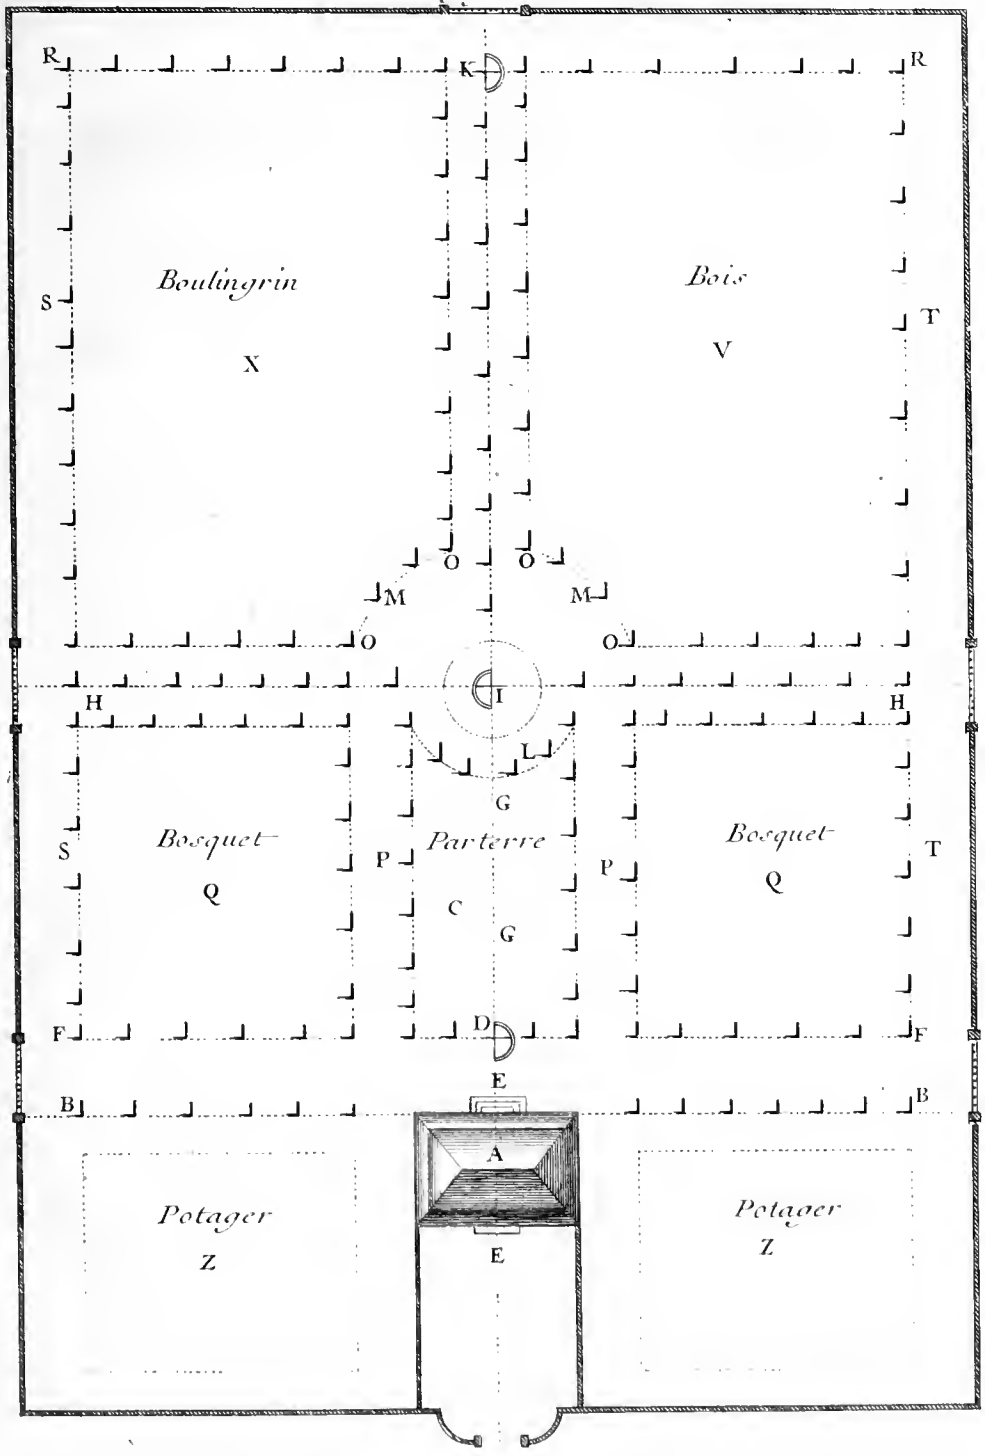 R K R
Boulingrin Bois
S T
X V
O O
M M
O O
I
H H
L
G
Bosquet Parterre Bosquet
S P P T
Q Q
C
G
D
F F
E
B B
A
Potager Potager
Z E Z